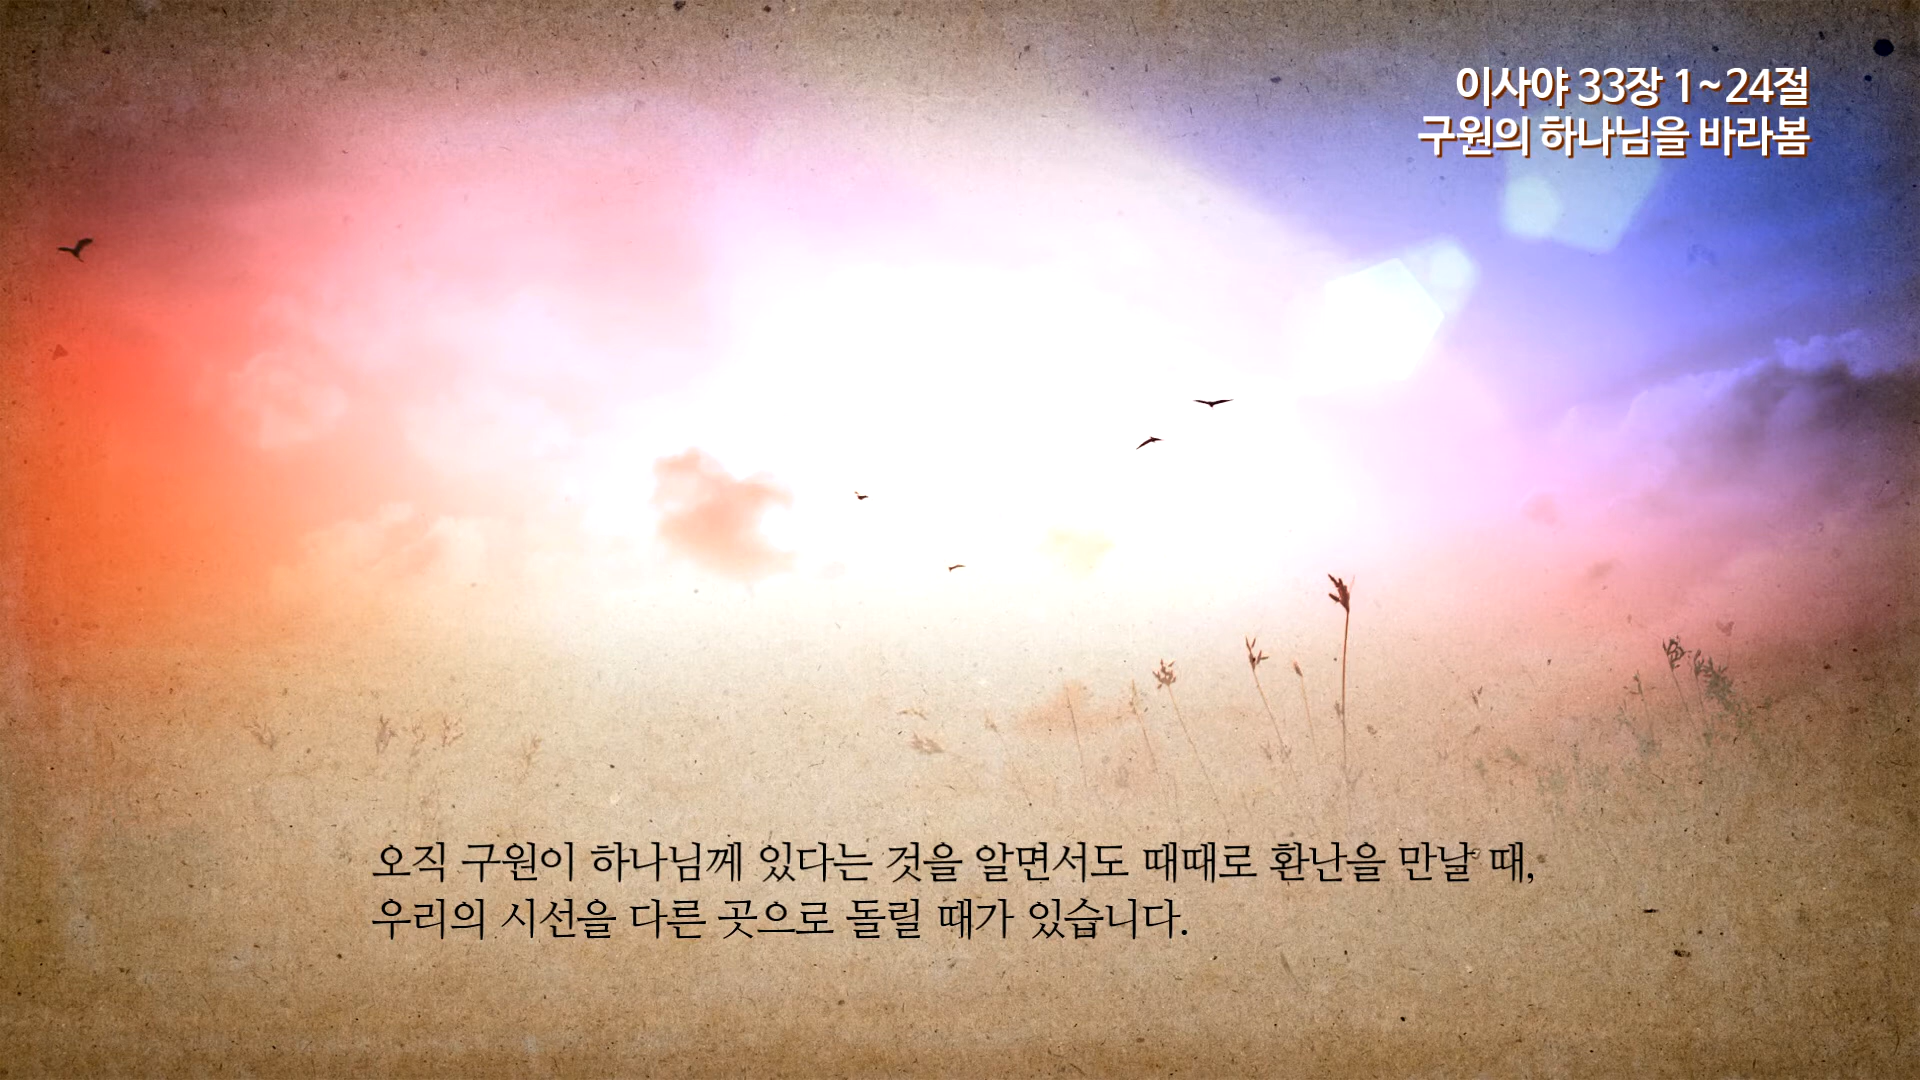 이사야 33장 1~24절
구원의 하나님을 바라봄
오직 구원이 하나님께 있다는 것을 알면서도 때때로 환난을 만날 때,
우리의 시선을 다른 곳으로 돌릴 때가 있습니다.